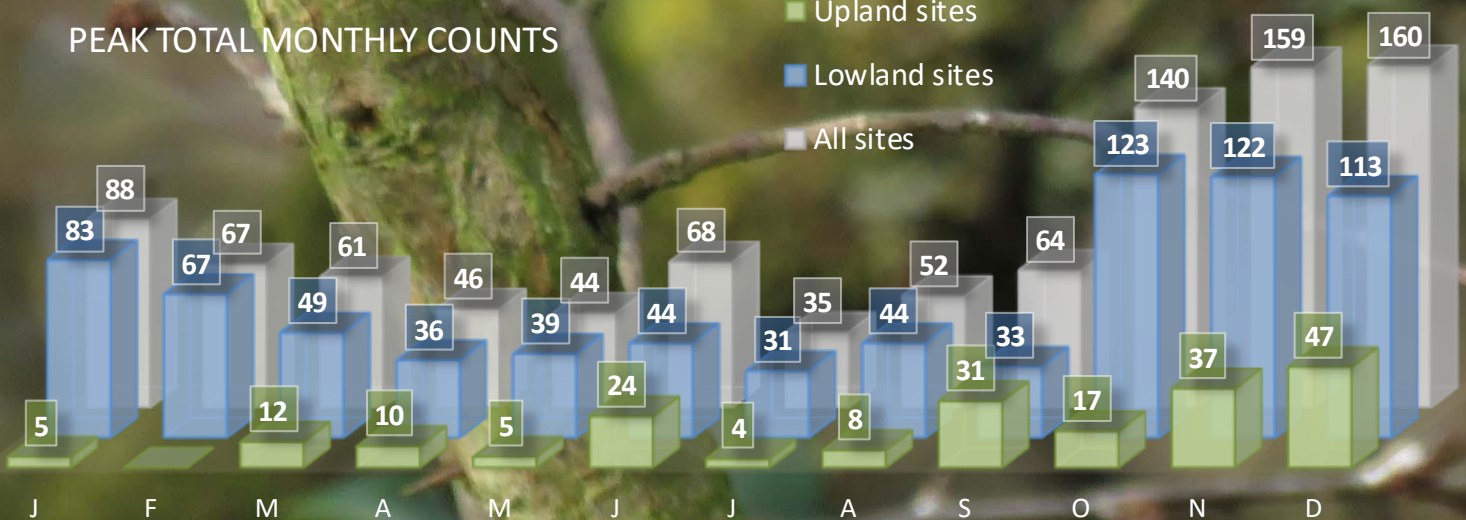 PEAK TOTAL MONTHLY COUNTS
Upland sites
Lowland sites
All sites
88 67 61 46 44 68 35 52 64 140 159 160
83 67 49 36 39 44 31 44 33 123 122 113
5 12 10 5 24 4 8 31 17 37 47
J F M A M J J A S O N D